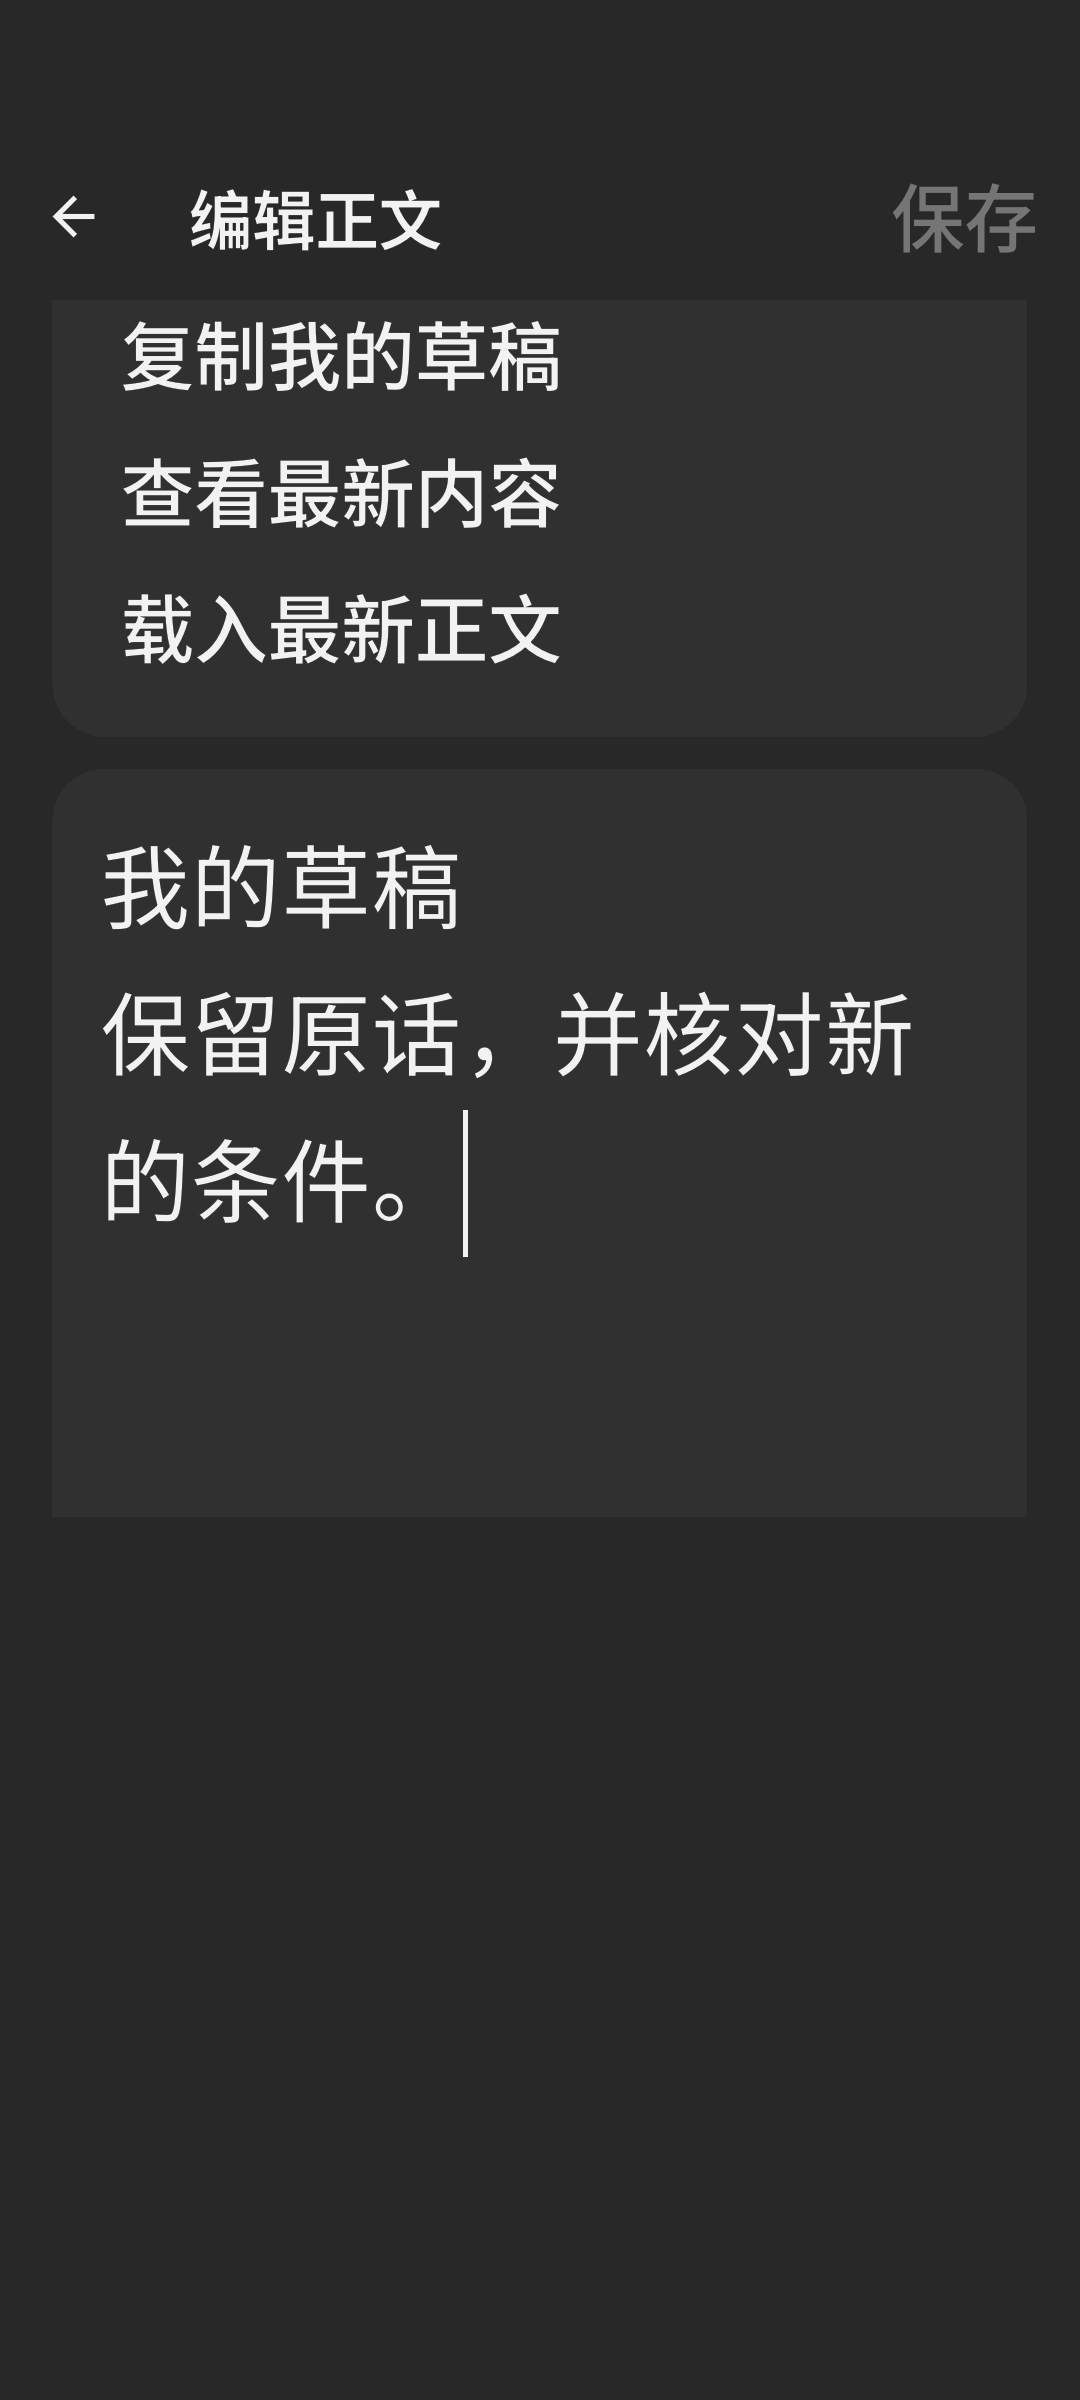 编辑正文
保存
复制我的草稿
查看最新内容
载入最新正文
我的草稿
保留原话，并核对新
的条件。